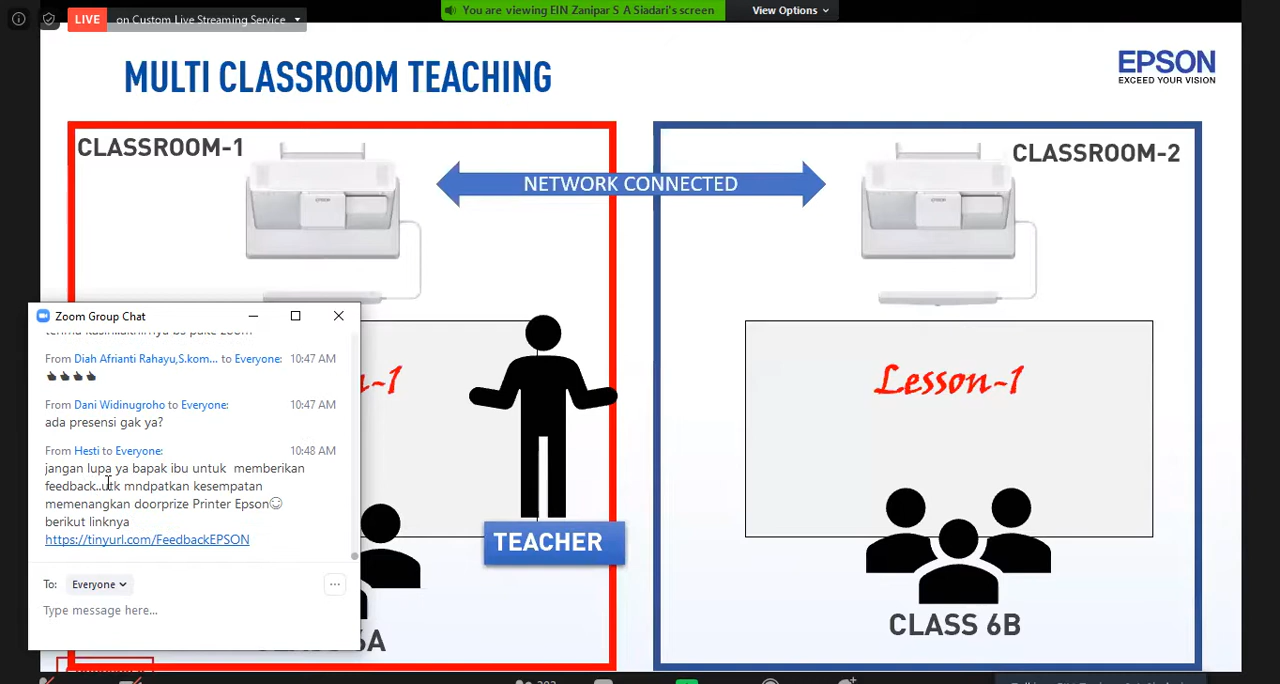 LIVE on Custom Live Streaming Service
You are viewing EIN Zanipar S A Siadari's screen
View Options
MULTI CLASSROOM TEACHING
EPSON
EXCEED YOUR VISION
CLASSROOM-1
NETWORK CONNECTED
CLASSROOM-2
Zoom Group Chat
From Diah Afrianti Rahayu,S.kom... to Everyone: 10:47 AM
From Dani Widinugroho to Everyone: 10:47 AM
ada presensi gak ya?
From Hesti to Everyone: 10:48 AM
jangan lupa ya bapak ibu untuk memberikan
feedback..utk mndpatkan kesempatan
memenangkan doorprize Printer Epson☺
berikut linknya
https://tinyurl.com/FeedbackEPSON
To: Everyone
Type message here...
-1
TEACHER
6A
Lesson-1
CLASS 6B